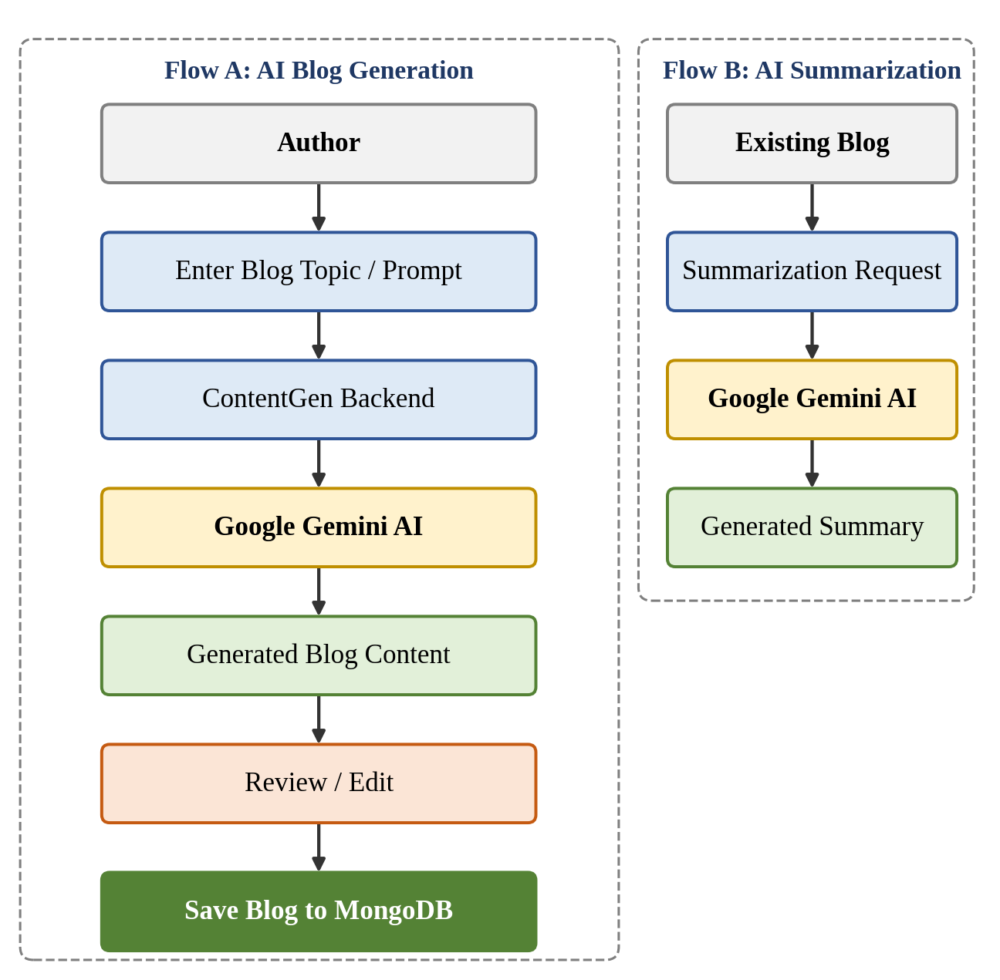 Flow A: AI Blog Generation
Author
Enter Blog Topic / Prompt
ContentGen Backend
Google Gemini AI
Generated Blog Content
Review / Edit
Save Blog to MongoDB
Flow B: AI Summarization
Existing Blog
Summarization Request
Google Gemini AI
Generated Summary